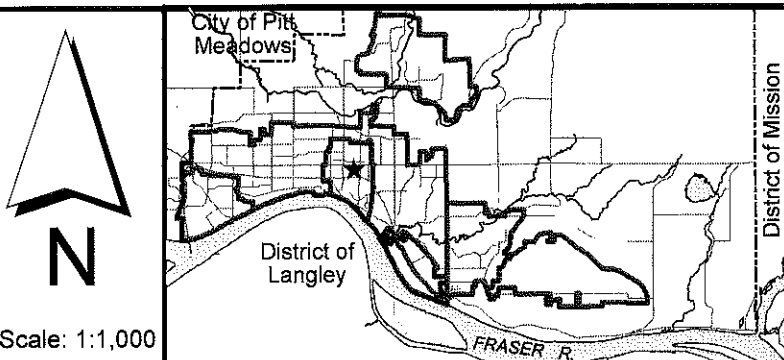 N
Scale: 1:1,000
City of Pitt
Meadows
District of
Langley
FRASER R.
District of Mission